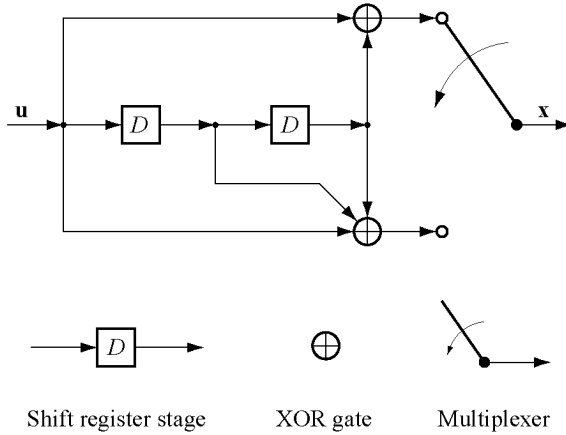 u
D
D
x
D
Shift register stage
XOR gate
Multiplexer